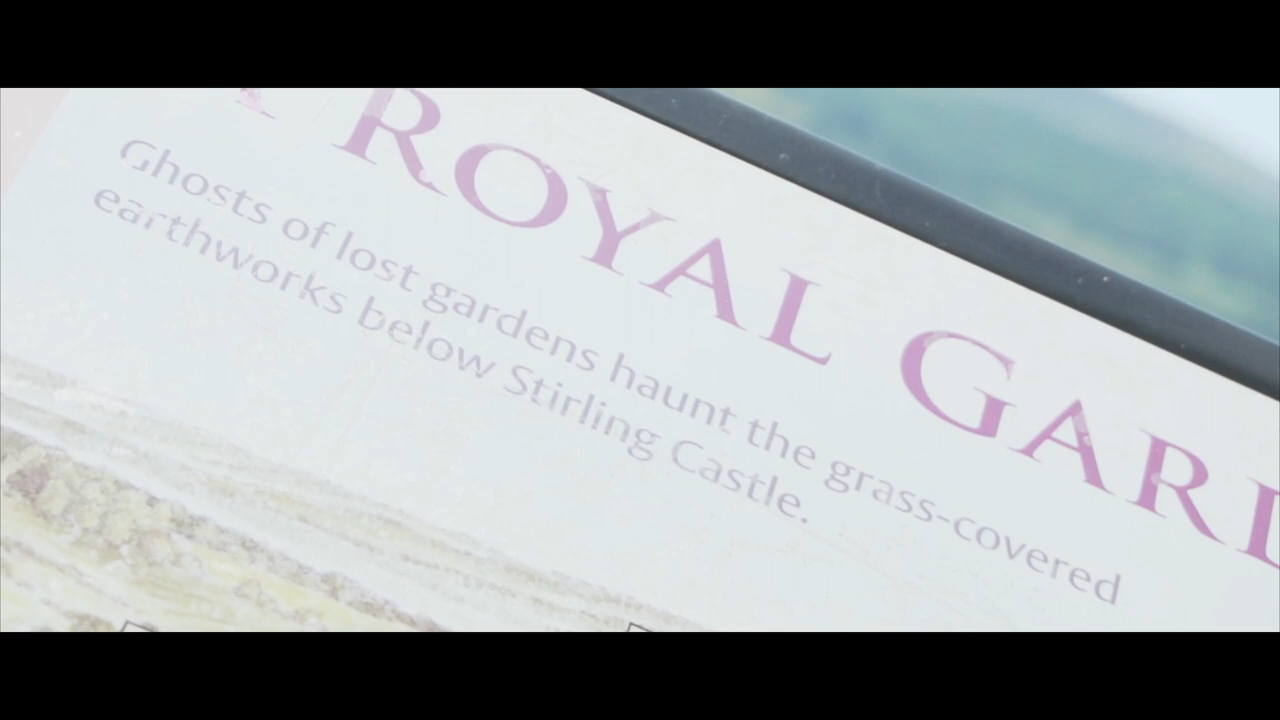 ROYAL GARD
Ghosts of lost gardens haunt the grass-covered
earthworks below Stirling Castle.